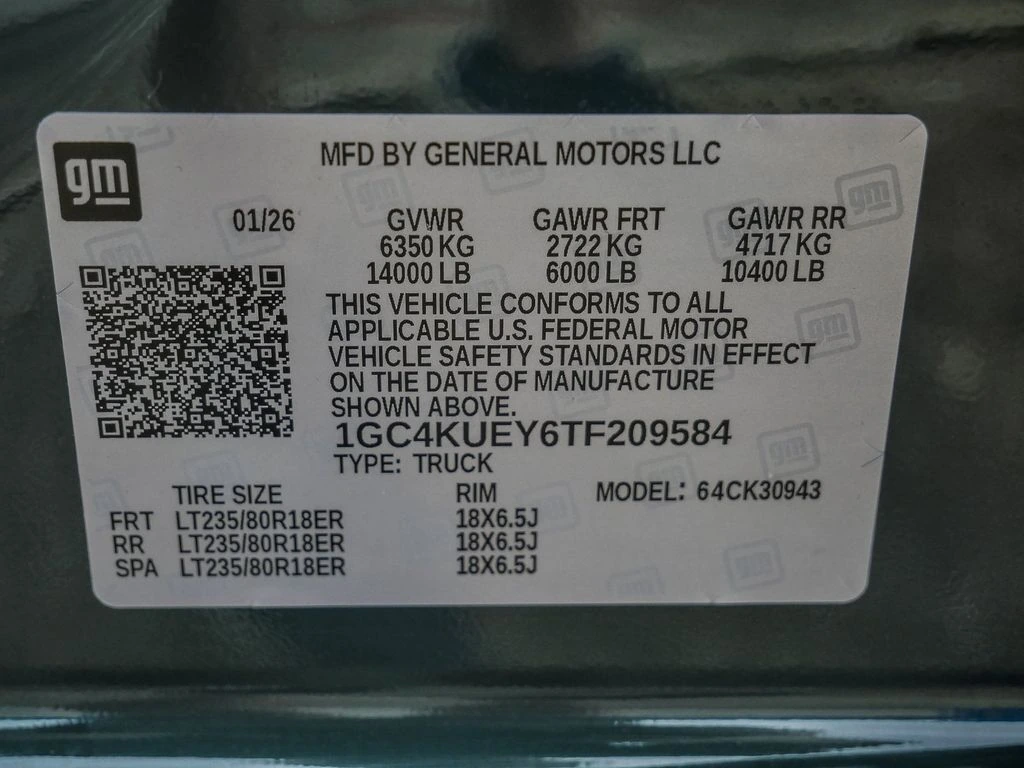 gm
MFD BY GENERAL MOTORS LLC
01/26 GVWR GAWR FRT GAWR RR
6350 KG 2722 KG 4717 KG
14000 LB 6000 LB 10400 LB
THIS VEHICLE CONFORMS TO ALL
APPLICABLE U.S. FEDERAL MOTOR
VEHICLE SAFETY STANDARDS IN EFFECT
ON THE DATE OF MANUFACTURE
SHOWN ABOVE.
1GC4KUEY6TF209584
TYPE: TRUCK
TIRE SIZE RIM MODEL: 64CK30943
FRT LT235/80R18ER 18X6.5J
RR LT235/80R18ER 18X6.5J
SPA LT235/80R18ER 18X6.5J